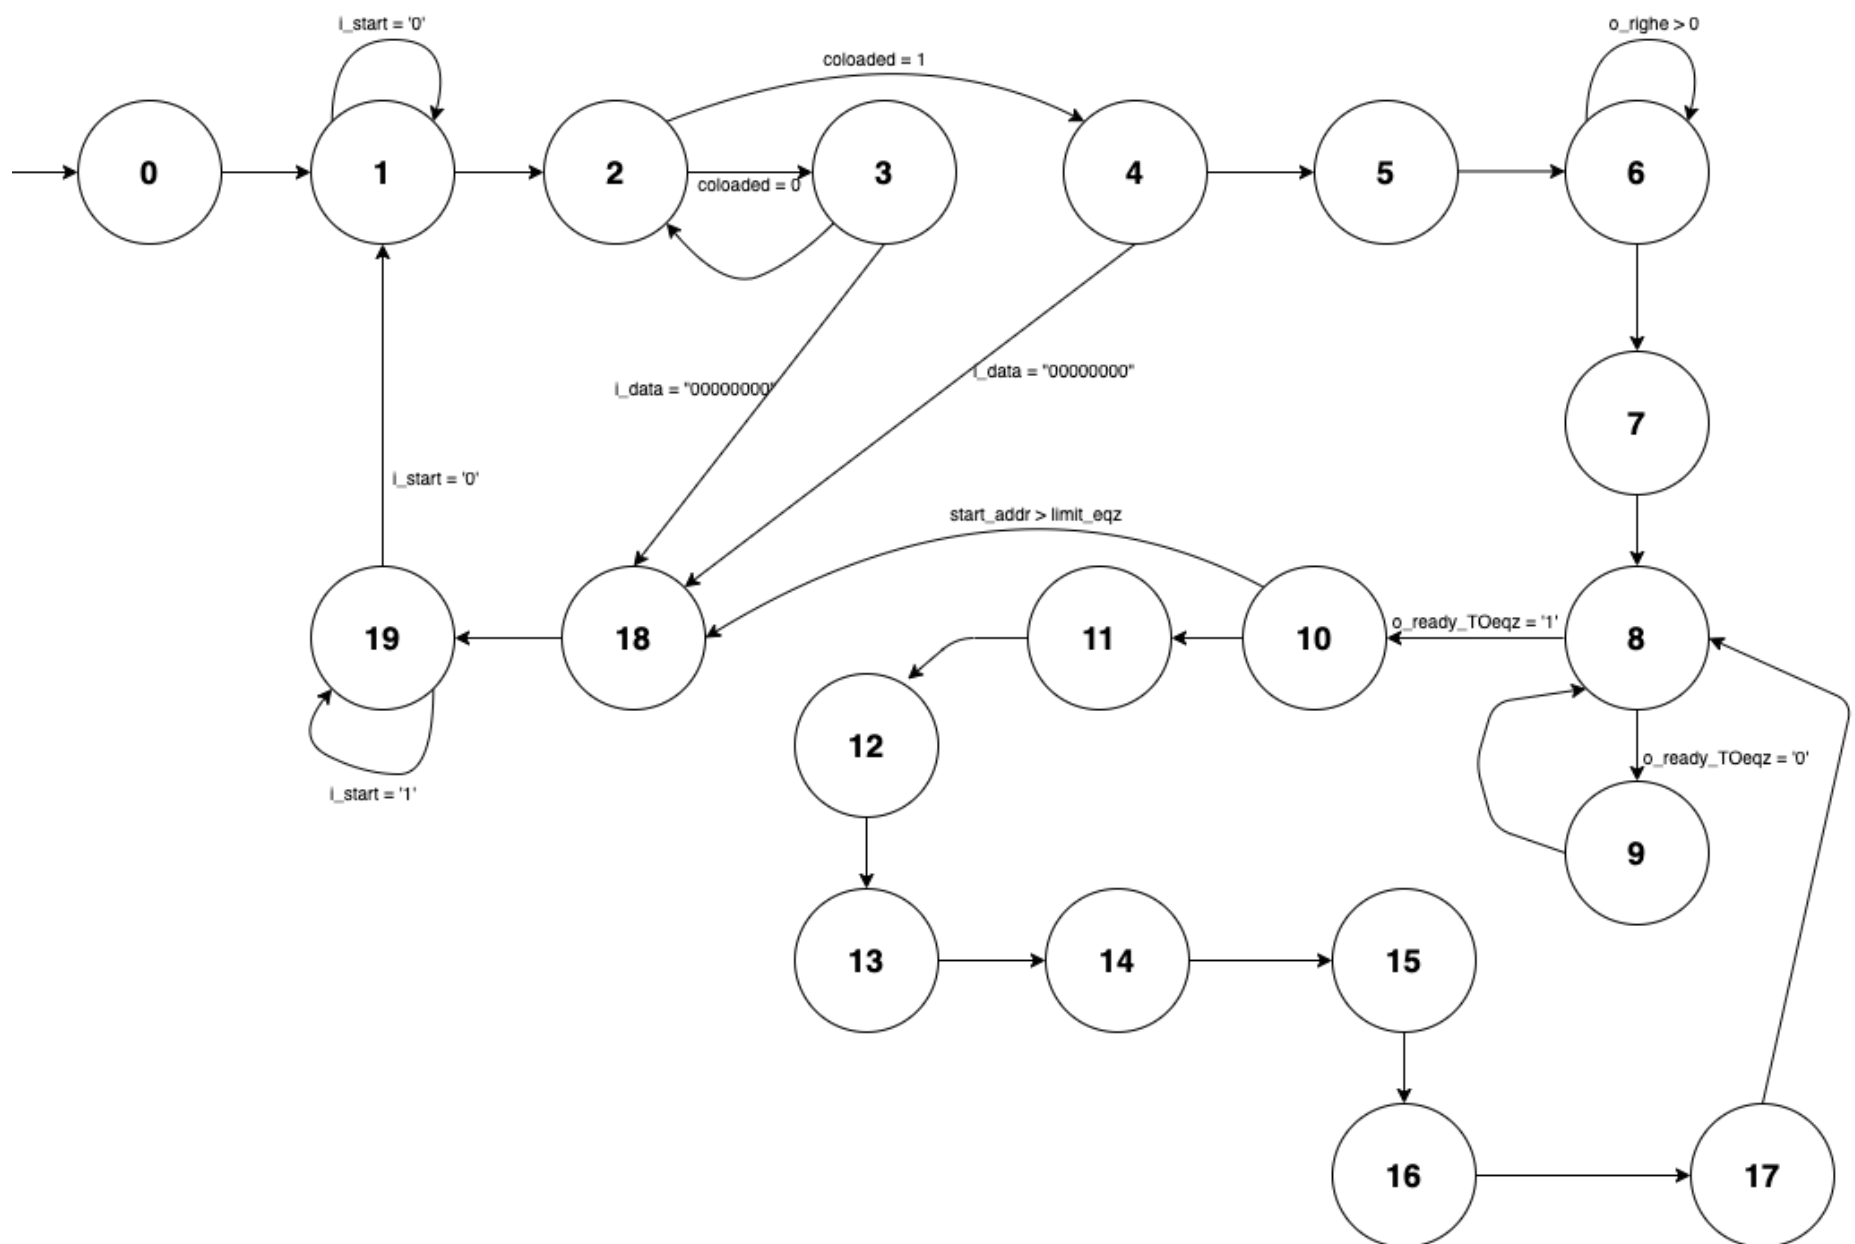 i_start = '0'
o_righe > 0
coloaded = 1
0
1
2
coloaded = 0
3
4
5
6
i_data = "00000000"
i_data = "00000000"
7
i_start = '0'
start_addr > limit_eqz
19
18
11
10
o_ready_TOeqz = '1'
8
12
o_ready_TOeqz = '0'
i_start = '1'
9
13
14
15
16
17